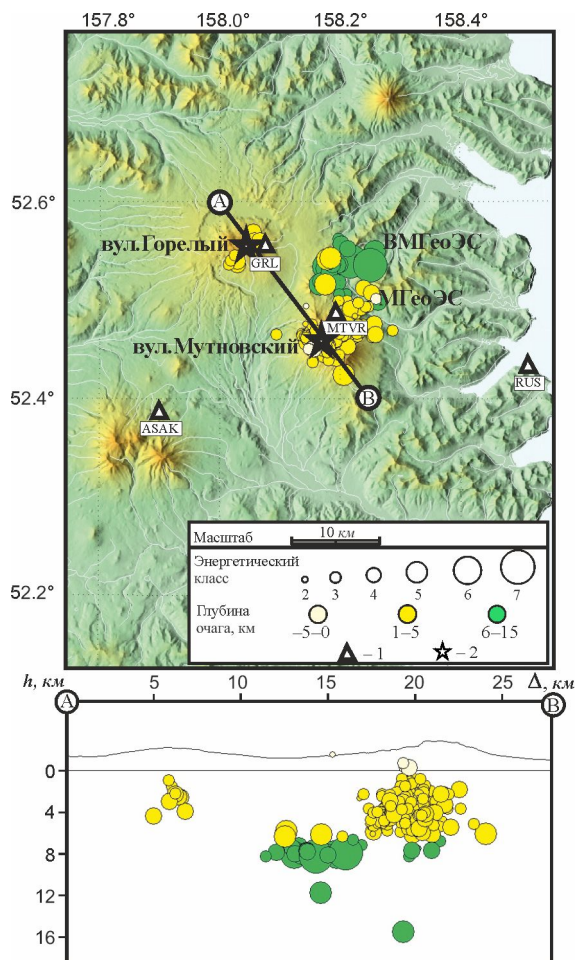 157.8° 158.0° 158.2° 158.4°
52.6°
A
вул.Горелый
GRL
ВМГеоЭС
МГеоЭС
MTVR
вул.Мутновский
52.4°
B
RUS
ASAK
Масштаб 10 км
Энергетический
класс
2 3 4 5 6 7
Глубина
очага, км
−5–0 1–5 6–15
– 1 – 2
52.2°
h, км 5 10 15 20 25 Δ, км
A B
0
4
8
12
16